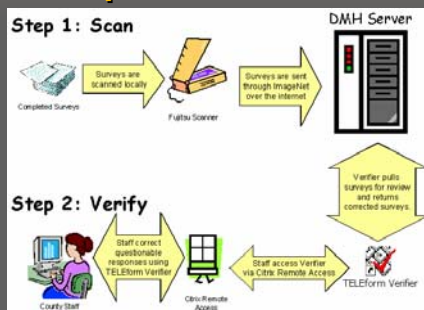 Step 1: Scan
DMH Server
Surveys are
scanned locally
Surveys are sent
through ImageNet
over the internet
Completed Surveys
Fujitsu Scanner
Verifier pulls
surveys for review
and returns
corrected surveys.
Step 2: Verify
Staff correct
questionable
responses using
TELEform Verifier
Staff access Verifier
via Citrix Remote
Access
County Staff
Citrix Remote
Access
TELEform Verifier